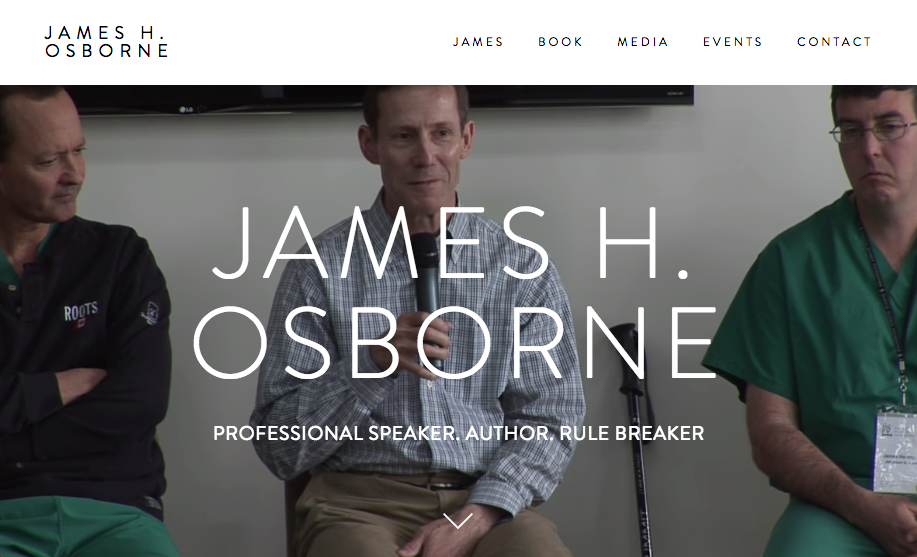 JAMES H.
OSBORNE
JAMES BOOK MEDIA EVENTS CONTACT
LG
JAMES H.
OSBORNE
ROOTS
PROFESSIONAL SPEAKER. AUTHOR. RULE BREAKER